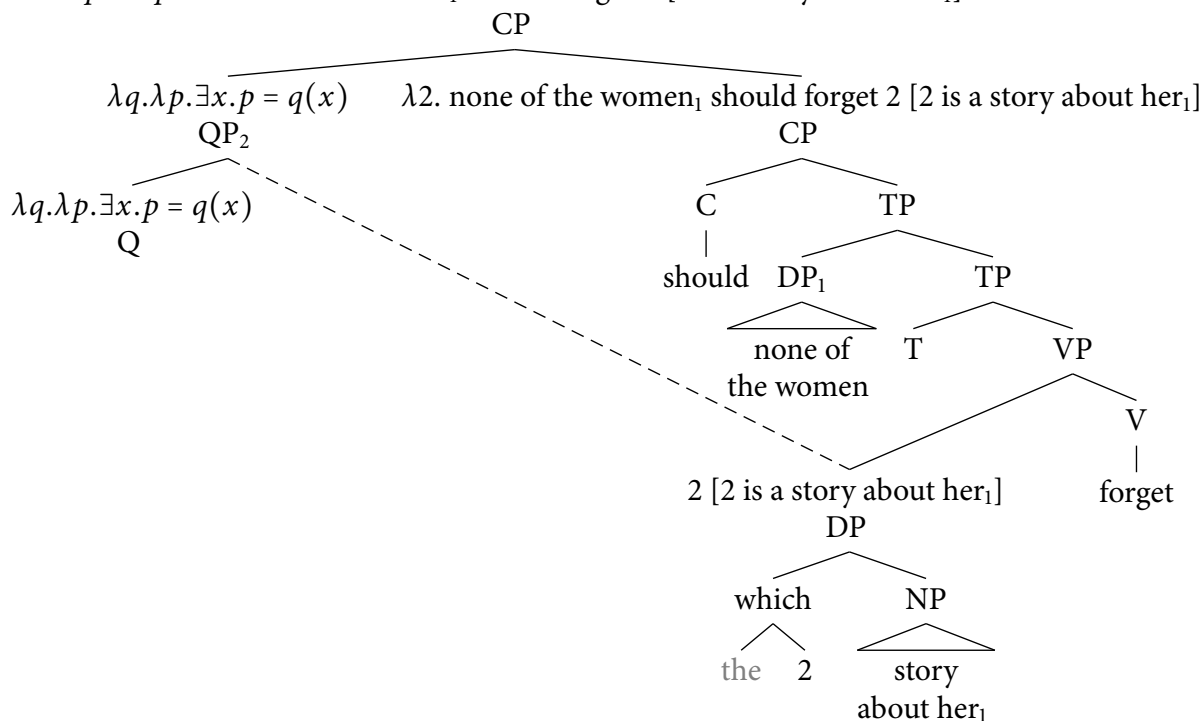 CP
λq.λp.∃x.p = q(x) λ2. none of the women₁ should forget 2 [2 is a story about her₁]
QP₂ CP
λq.λp.∃x.p = q(x) C TP
Q
should DP₁ TP
none of T VP
the women
V
2 [2 is a story about her₁] forget
DP
which NP
the 2 story
about her₁